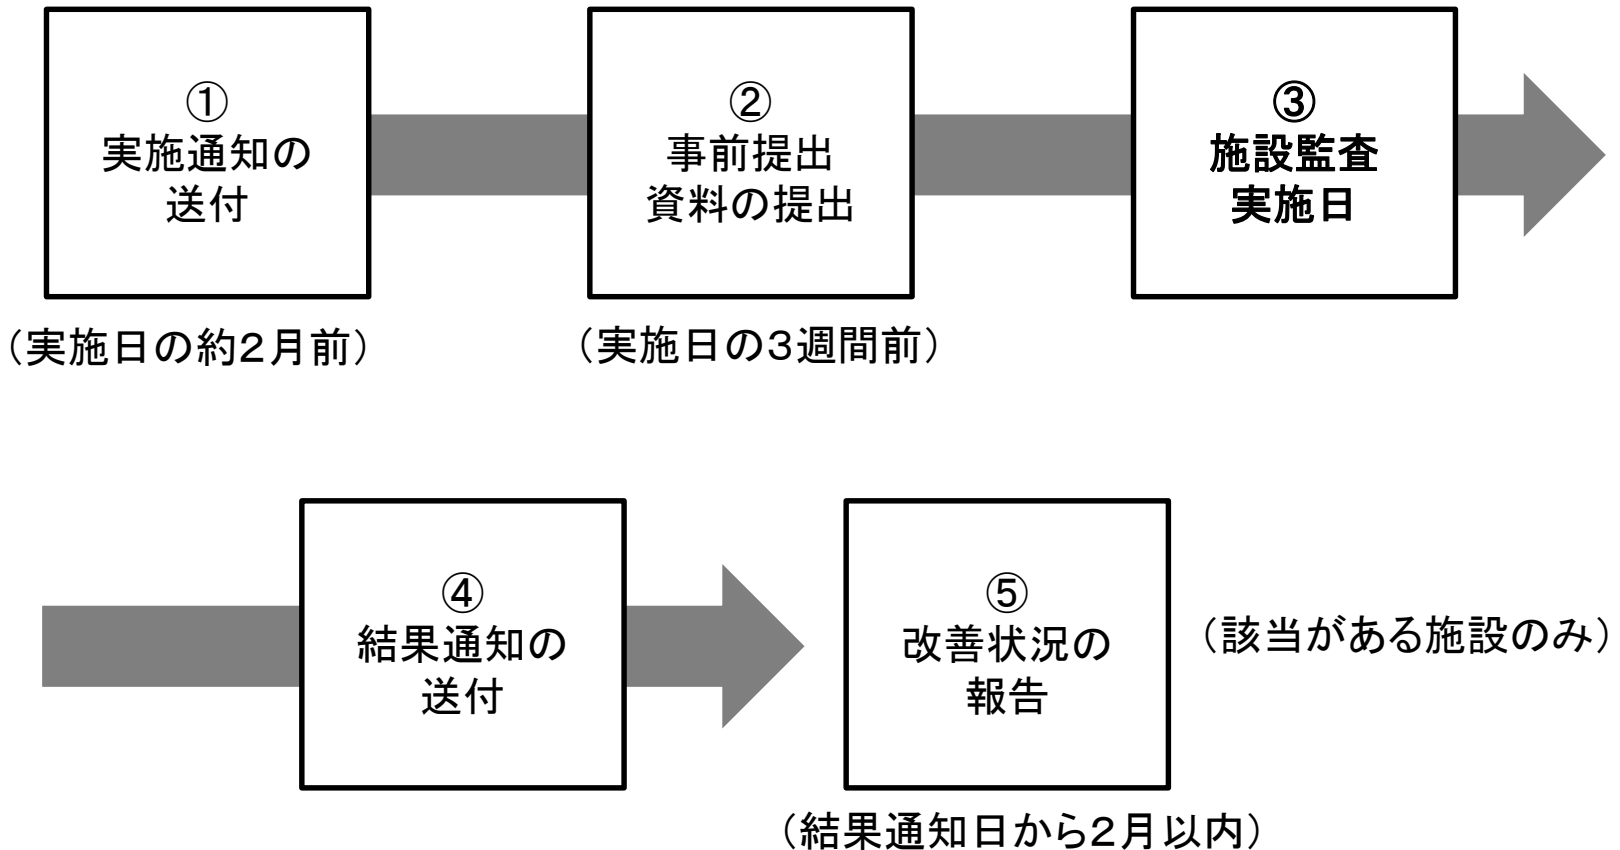 ①
実施通知の
送付
（実施日の約２月前）
②
事前提出
資料の提出
（実施日の３週間前）
③
施設監査
実施日
④
結果通知の
送付
⑤
改善状況の
報告
（該当がある施設のみ）
（結果通知日から２月以内）